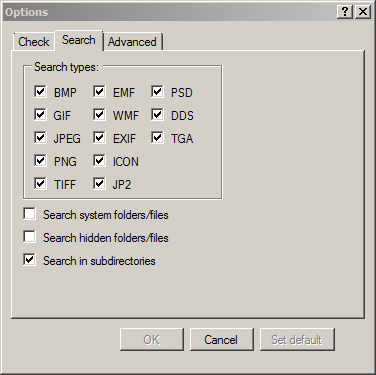 Options
Check Search Advanced
Search types:
BMP EMF PSD
GIF WMF DDS
JPEG EXIF TGA
PNG ICON
TIFF JP2
Search system folders/files
Search hidden folders/files
Search in subdirectories
OK Cancel Set default